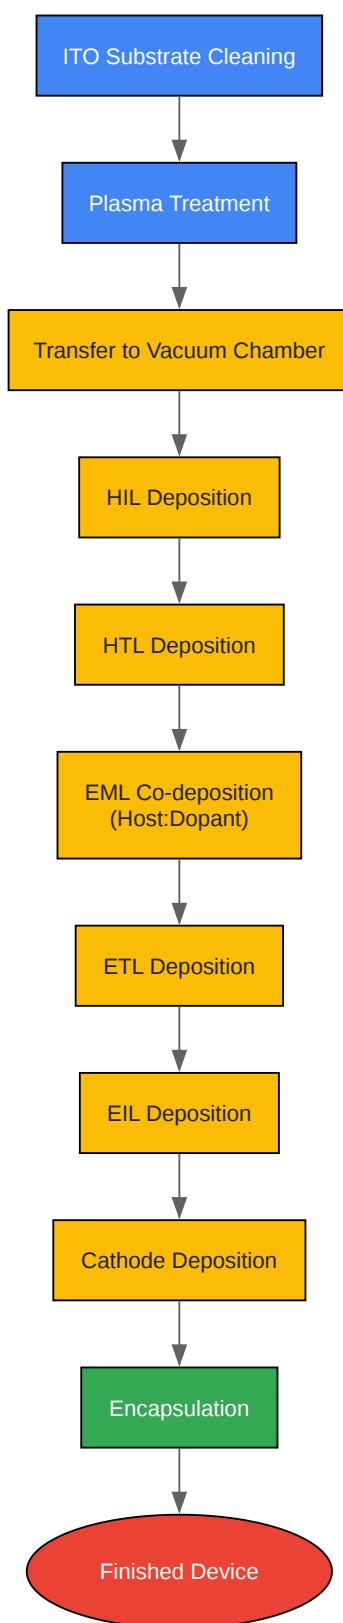 ITO Substrate Cleaning
Plasma Treatment
Transfer to Vacuum Chamber
HIL Deposition
HTL Deposition
EML Co-deposition
(Host:Dopant)
ETL Deposition
EIL Deposition
Cathode Deposition
Encapsulation
Finished Device